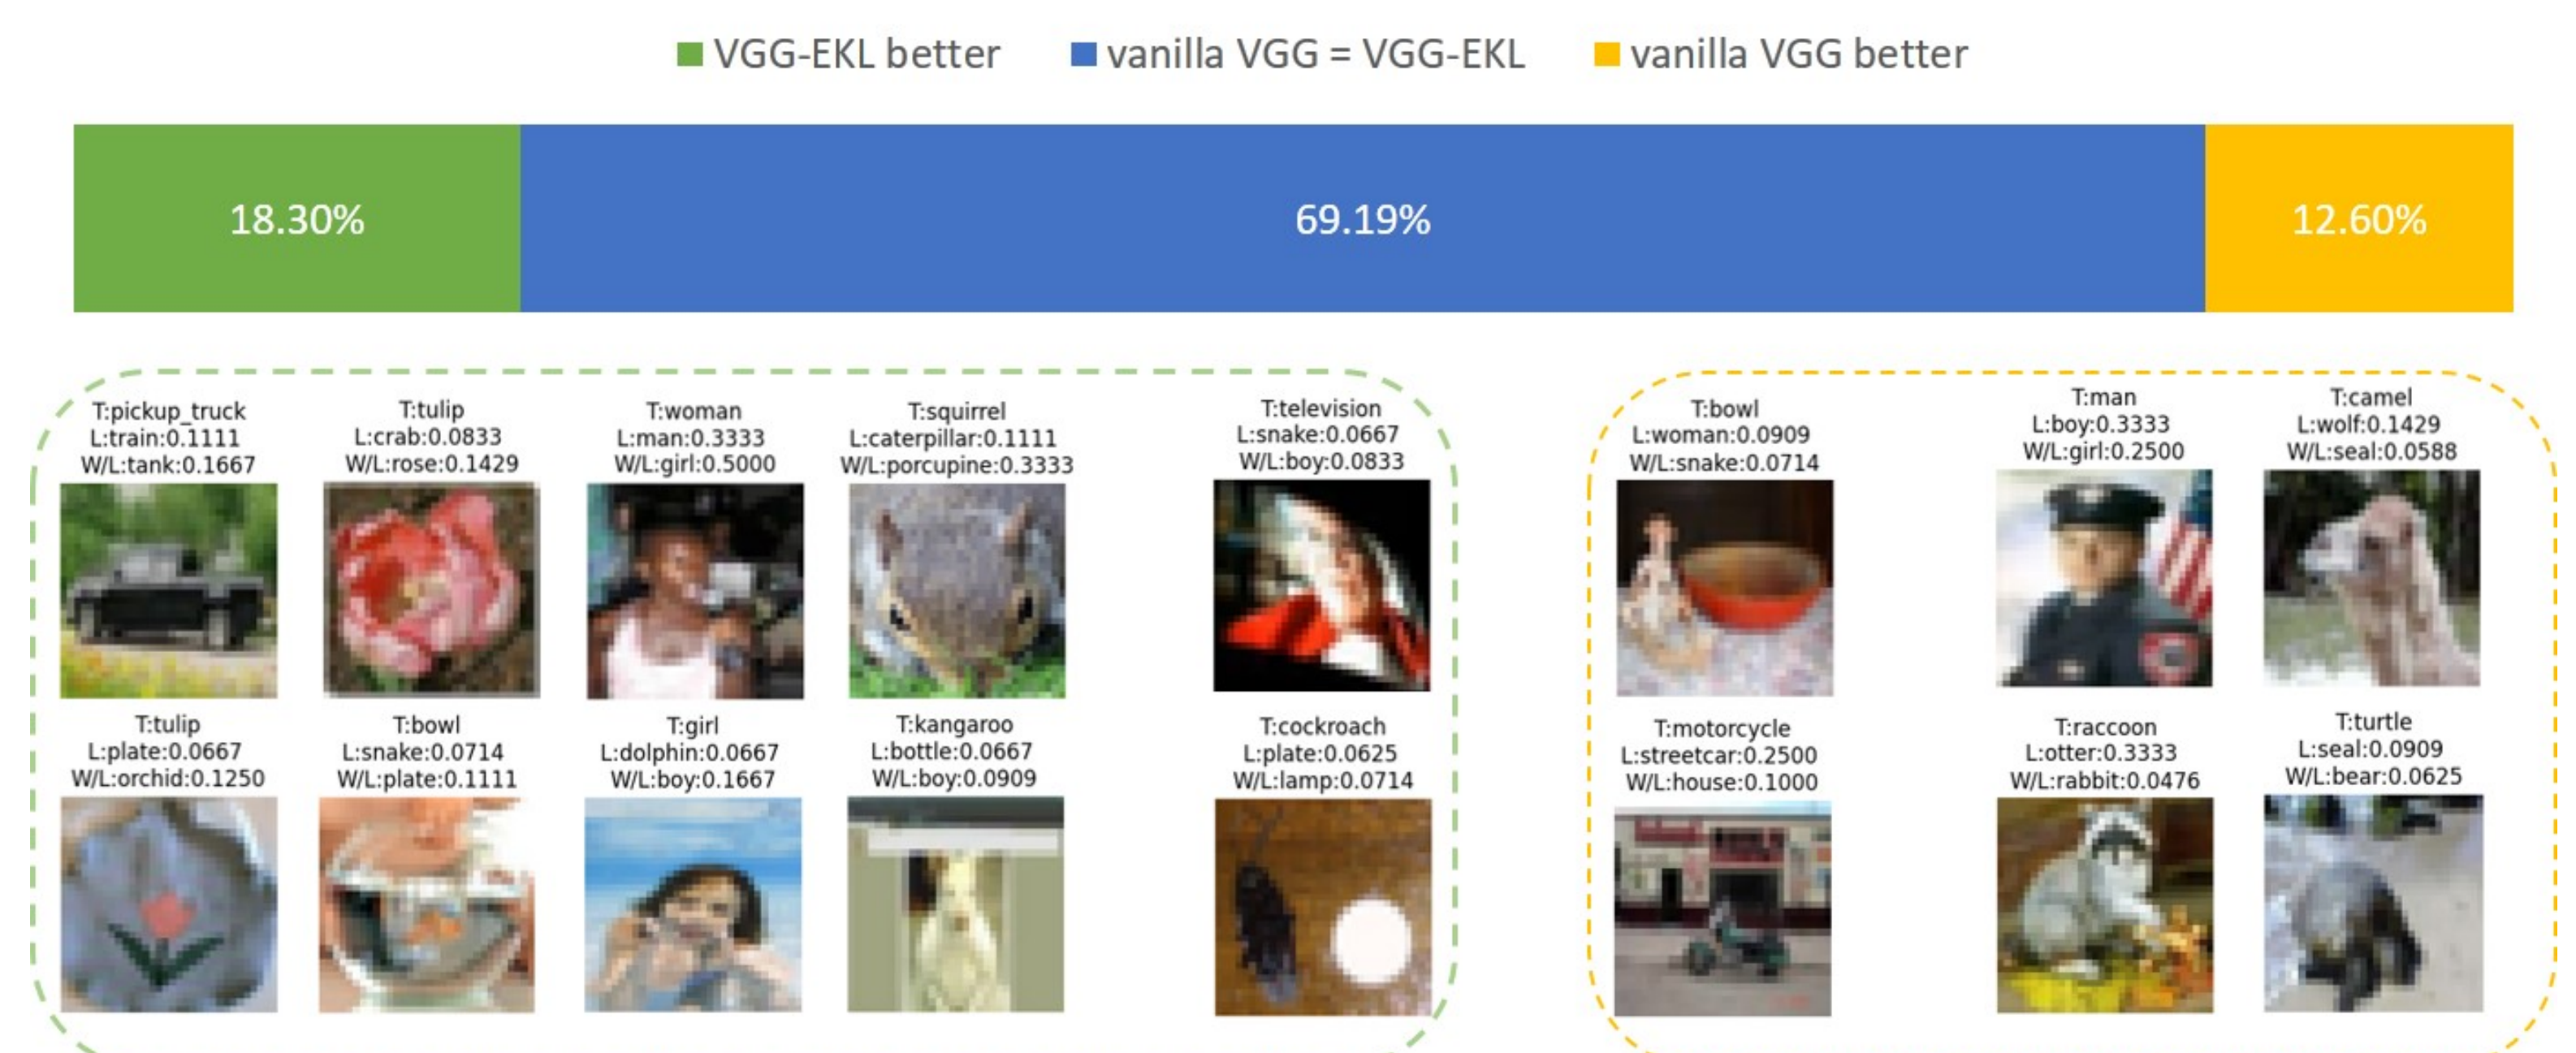 VGG-EKL better
vanilla VGG = VGG-EKL
vanilla VGG better
18.30%
69.19%
12.60%
T:pickup_truck
L:train:0.1111
W/L:tank:0.1667
T:tulip
L:crab:0.0833
W/L:rose:0.1429
T:woman
L:man:0.3333
W/L:girl:0.5000
T:squirrel
L:caterpillar:0.1111
W/L:porcupine:0.3333
T:television
L:snake:0.0667
W/L:boy:0.0833
T:bowl
L:woman:0.0909
W/L:snake:0.0714
T:man
L:boy:0.3333
W/L:girl:0.2500
T:camel
L:wolf:0.1429
W/L:seal:0.0588
T:tulip
L:plate:0.0667
W/L:orchid:0.1250
T:bowl
L:snake:0.0714
W/L:plate:0.1111
T:girl
L:dolphin:0.0667
W/L:boy:0.1667
T:kangaroo
L:bottle:0.0667
W/L:boy:0.0909
T:cockroach
L:plate:0.0625
W/L:lamp:0.0714
T:motorcycle
L:streetcar:0.2500
W/L:house:0.1000
T:raccoon
L:otter:0.3333
W/L:rabbit:0.0476
T:turtle
L:seal:0.0909
W/L:bear:0.0625